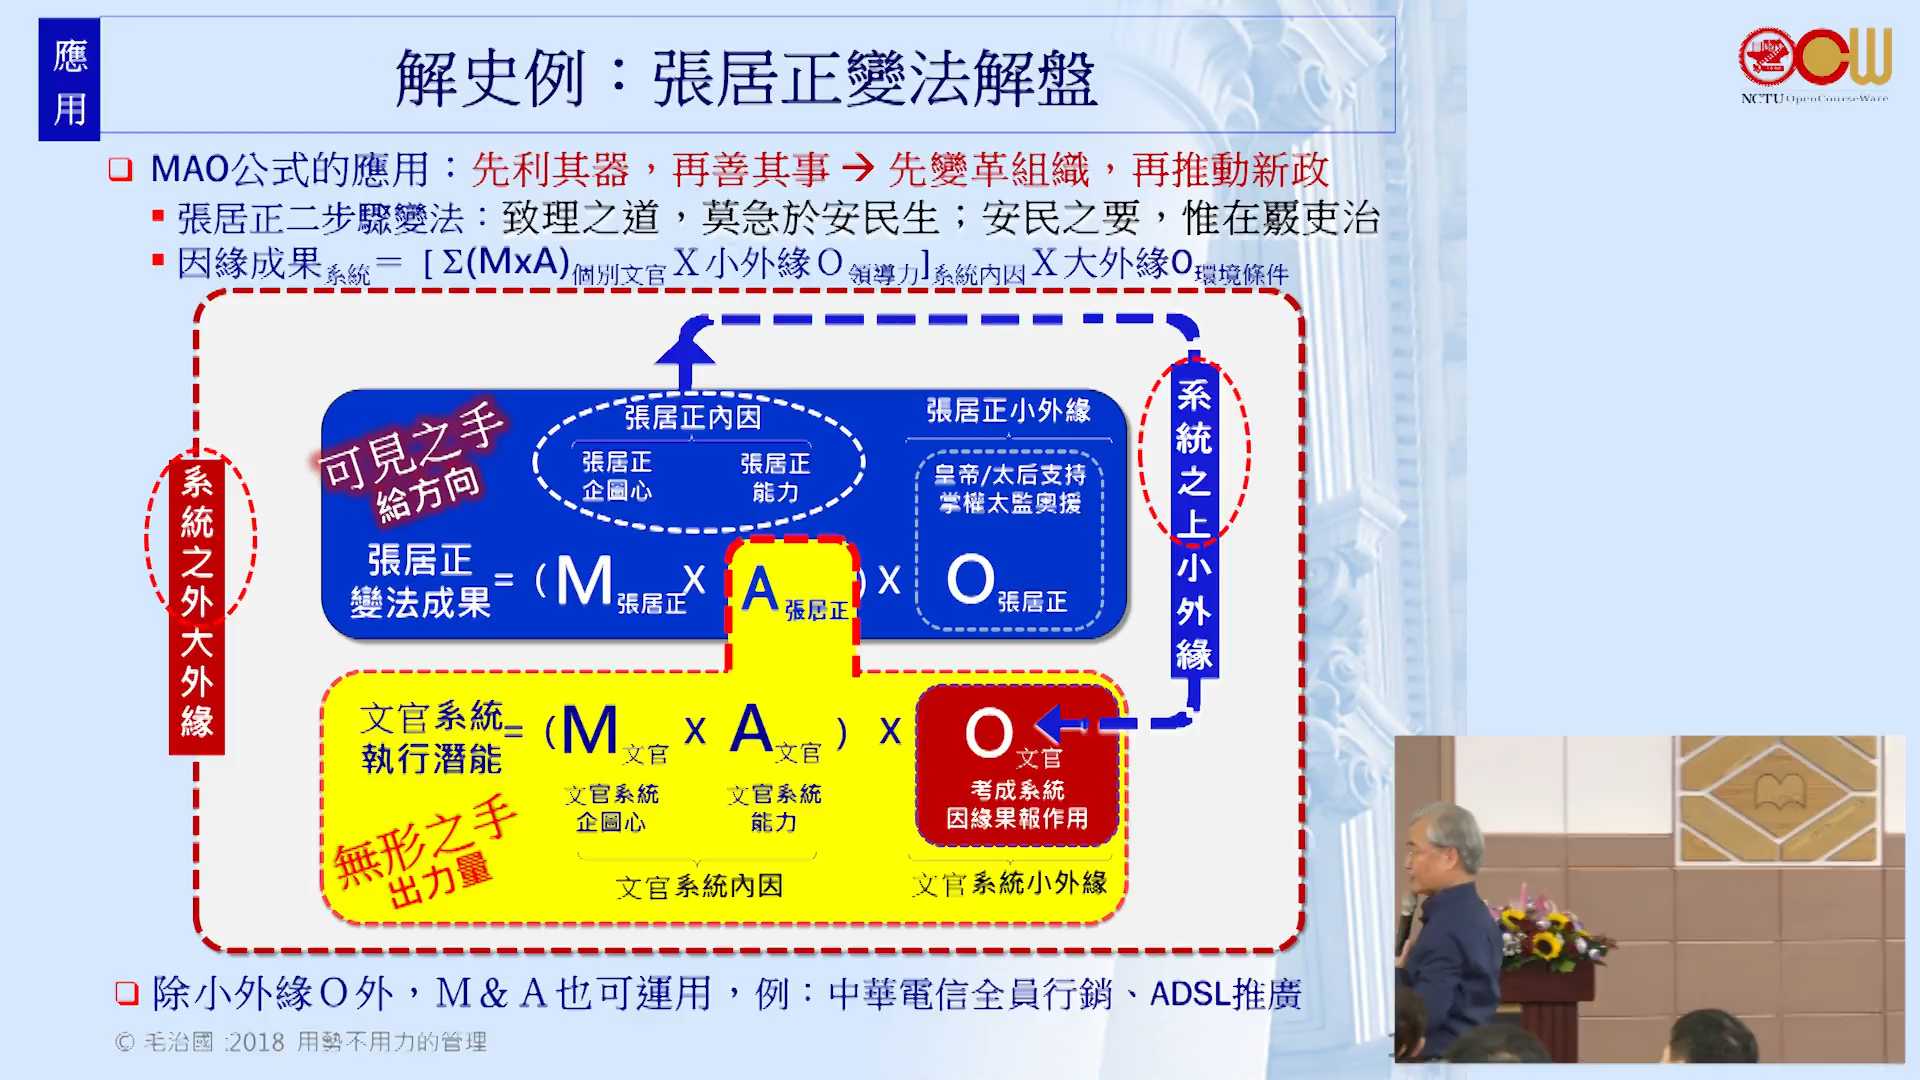 應用
解史例：張居正變法解盤
NCTU OpenCourseWare
MAO公式的應用：先利其器，再善其事→先變革組織，再推動新政
張居正二步驟變法：致理之道，莫急於安民生；安民之要，惟在覈吏治
因緣成果系統＝［Σ(MxA)個別文官Ｘ小外緣Ｏ領導力]系統內因Ｘ大外緣O環境條件
系統之外大外緣
系統之上小外緣
可見之手
給方向
張居正內因
張居正小外緣
張居正企圖心
張居正能力
皇帝/太后支持
掌權太監奧援
張居正變法成果=（M張居正X A張居正)X O張居正
文官系統執行潛能=（M文官 X A文官 ）X O文官
考成系統
因緣果報作用
文官系統企圖心
文官系統能力
無形之手
出力量
文官系統內因
文官系統小外緣
除小外緣Ｏ外，Ｍ＆Ａ也可運用，例：中華電信全員行銷、ADSL推廣
© 毛治國 :2018 用勢不用力的管理